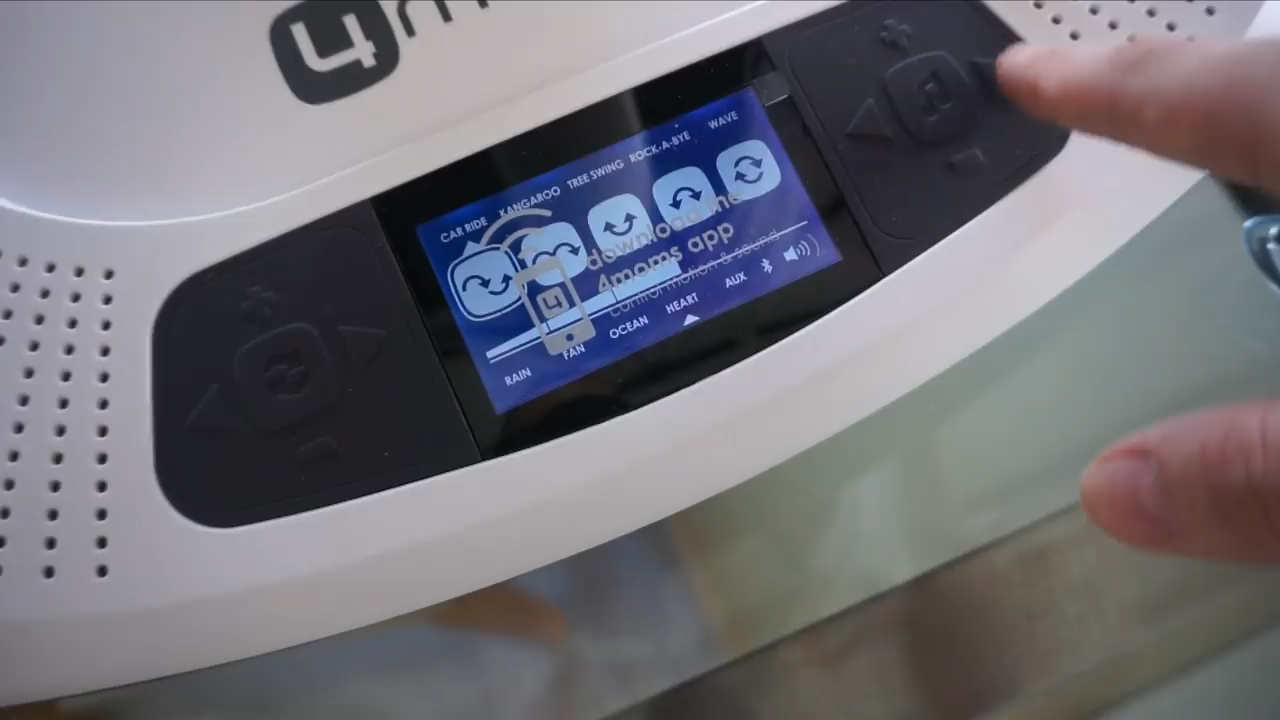 4m
CAR RIDE KANGAROO TREE SWING ROCK-A-BYE WAVE
download the
4moms app
control motion & sound
4
RAIN FAN OCEAN HEART AUX